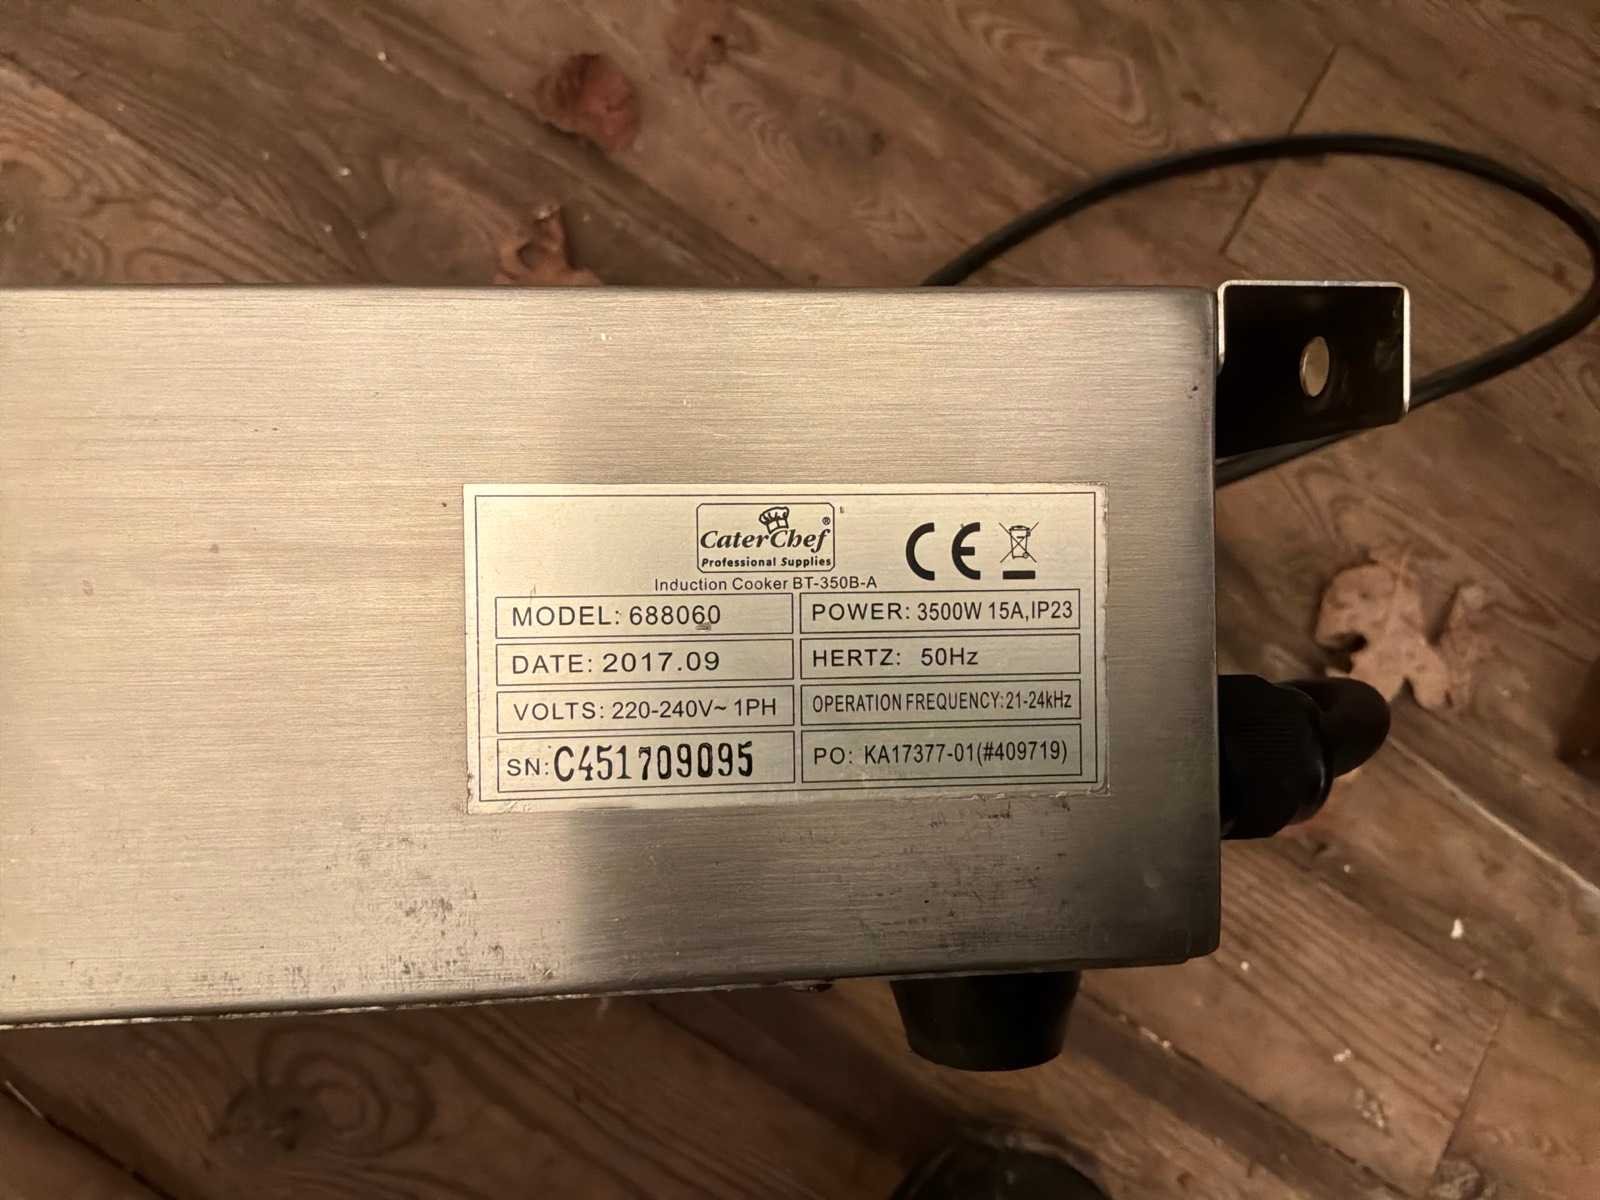 CaterChef®
Professional Supplies
CE
Induction Cooker BT-350B-A
MODEL: 688060
POWER: 3500W 15A,IP23
DATE: 2017.09
HERTZ: 50Hz
VOLTS: 220-240V~ 1PH
OPERATION FREQUENCY:21-24kHz
SN:C451709095
PO: KA17377-01(#409719)